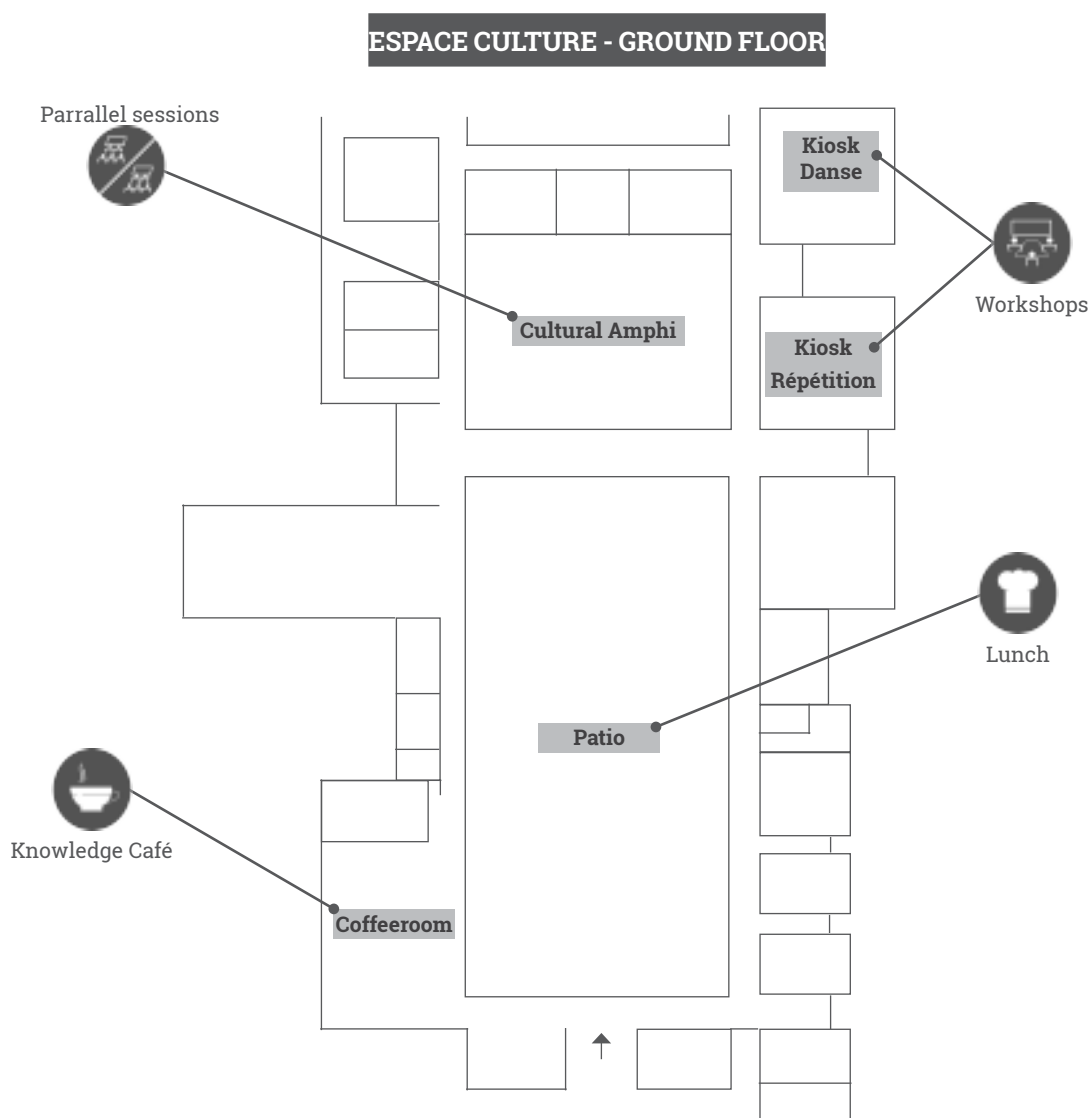 ESPACE CULTURE - GROUND FLOOR
Parrallel sessions
Kiosk
Danse
Workshops
Cultural Amphi
Kiosk
Répétition
Lunch
Patio
Knowledge Café
Coffeeroom